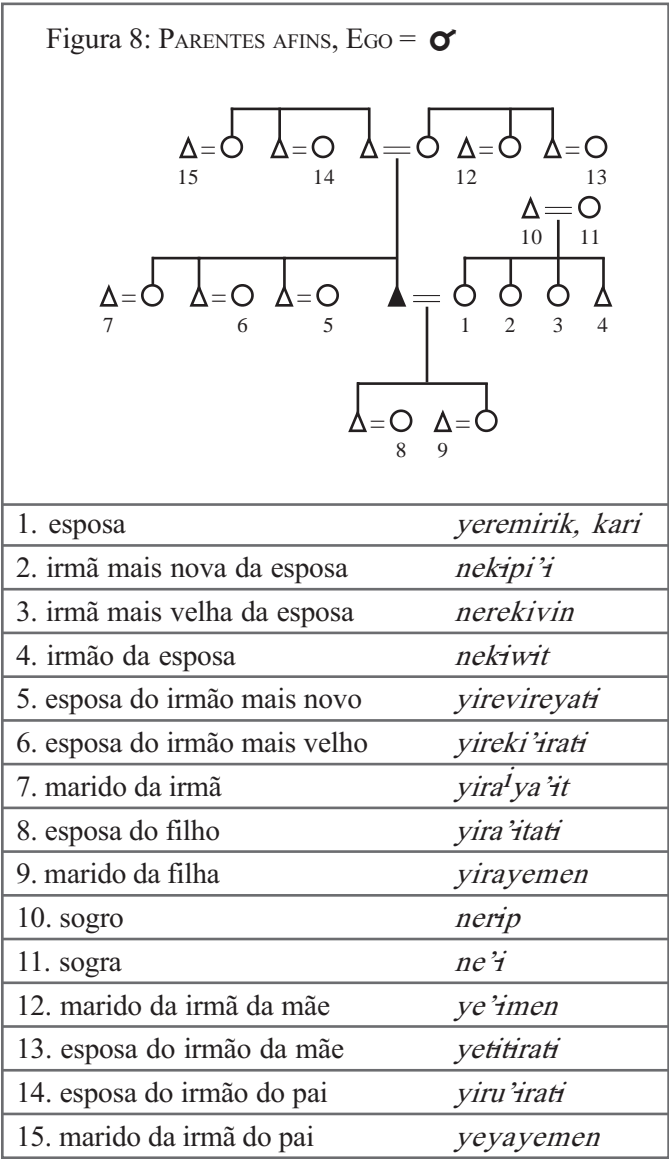 Figura 8: PARENTES AFINS, EGO = ♂
15 14 12 13
10 11
7 6 5 1 2 3 4
8 9
1. esposa yeremirik, kari
2. irmã mais nova da esposa nekɨpi’ɨ
3. irmã mais velha da esposa nerekivin
4. irmão da esposa nekɨwɨt
5. esposa do irmão mais novo yirevireyatɨ
6. esposa do irmão mais velho yireki’ɨratɨ
7. marido da irmã yiraⁱya’ɨt
8. esposa do filho yira’ɨtatɨ
9. marido da filha yirayemen
10. sogro nerɨp
11. sogra ne’ɨ
12. marido da irmã da mãe ye’ɨmen
13. esposa do irmão da mãe yetɨtɨratɨ
14. esposa do irmão do pai yiru’ɨratɨ
15. marido da irmã do pai yeyayemen